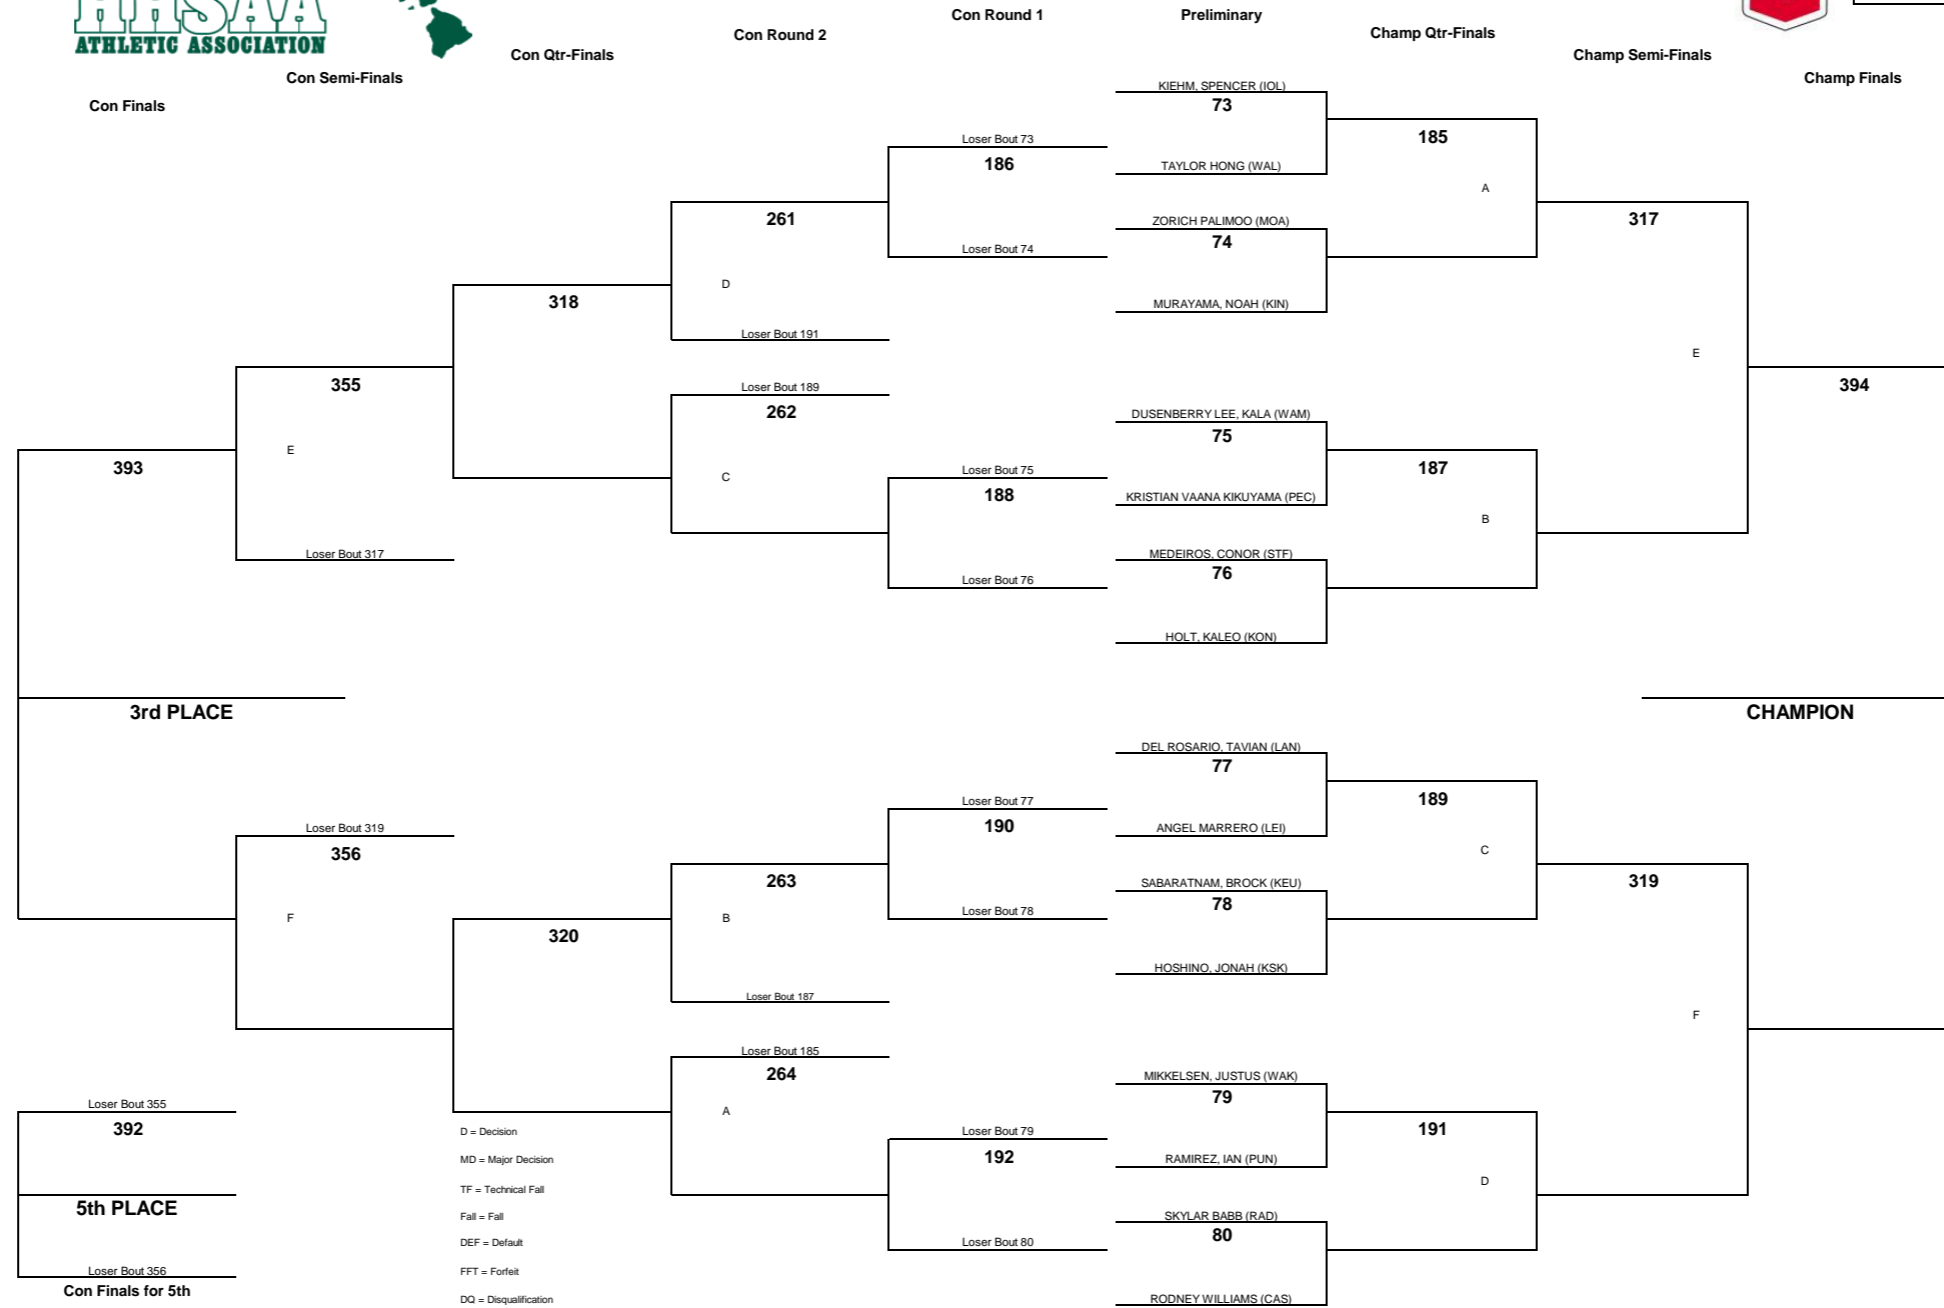 HHSAA
ATHLETIC ASSOCIATION
Con Round 1
Preliminary
Con Round 2
Champ Qtr-Finals
Con Qtr-Finals
Champ Semi-Finals
Con Semi-Finals
Champ Finals
Con Finals
KIEHM, SPENCER (IOL)
73
TAYLOR HONG (WAL)
ZORICH PALIMOO (MOA)
74
MURAYAMA, NOAH (KIN)
DUSENBERRY LEE, KALA (WAM)
75
KRISTIAN VAANA KIKUYAMA (PEC)
MEDEIROS, CONOR (STF)
76
HOLT, KALEO (KON)
DEL ROSARIO, TAVIAN (LAN)
77
ANGEL MARRERO (LEI)
SABARATNAM, BROCK (KEU)
78
HOSHINO, JONAH (KSK)
MIKKELSEN, JUSTUS (WAK)
79
RAMIREZ, IAN (PUN)
SKYLAR BABB (RAD)
80
RODNEY WILLIAMS (CAS)
185
A
187
B
189
C
191
D
317
E
319
F
394
CHAMPION
Loser Bout 73
186
Loser Bout 74
Loser Bout 75
188
Loser Bout 76
Loser Bout 77
190
Loser Bout 78
Loser Bout 79
192
Loser Bout 80
261
D
Loser Bout 191
Loser Bout 189
262
C
263
B
Loser Bout 187
Loser Bout 185
264
A
318
320
355
E
Loser Bout 317
Loser Bout 319
356
F
393
3rd PLACE
Loser Bout 355
392
5th PLACE
Loser Bout 356
Con Finals for 5th
D = Decision
MD = Major Decision
TF = Technical Fall
Fall = Fall
DEF = Default
FFT = Forfeit
DQ = Disqualification